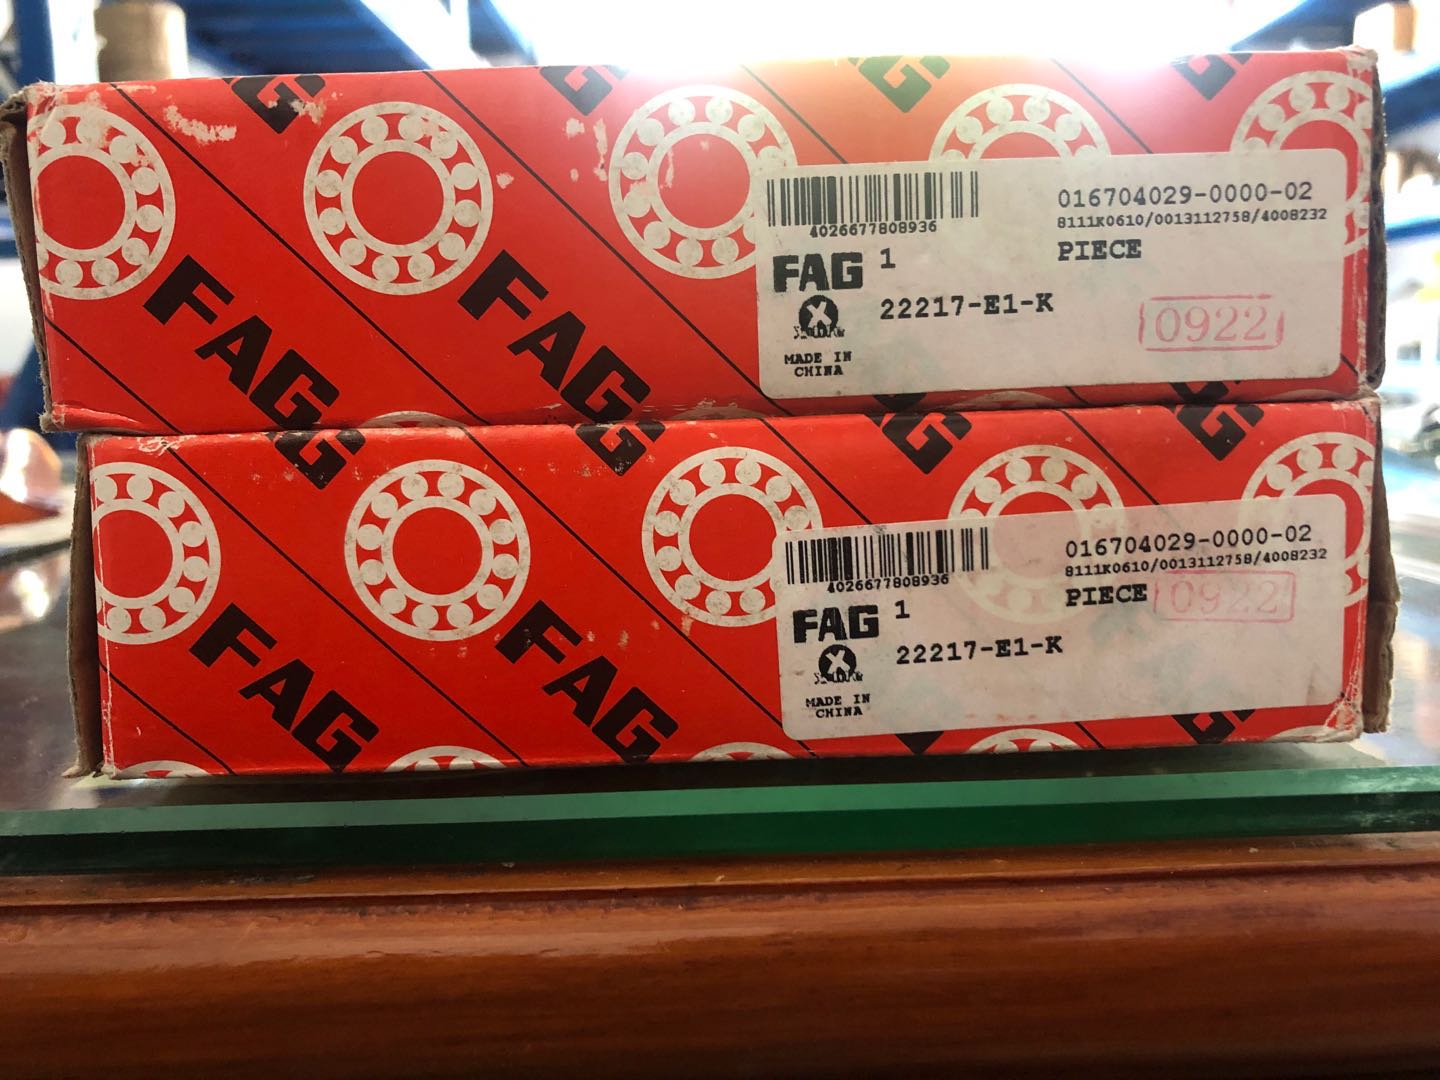 FAG
FAG
4026677808936
016704029-0000-02
8111K0610/0013112758/4008232
FAG
1
PIECE
22217-E1-K
X
0922
MADE IN
CHINA
FAG
FAG
4026677808936
016704029-0000-02
8111K0610/0013112758/4008232
FAG
1
PIECE
0922
22217-E1-K
X
MADE IN
CHINA